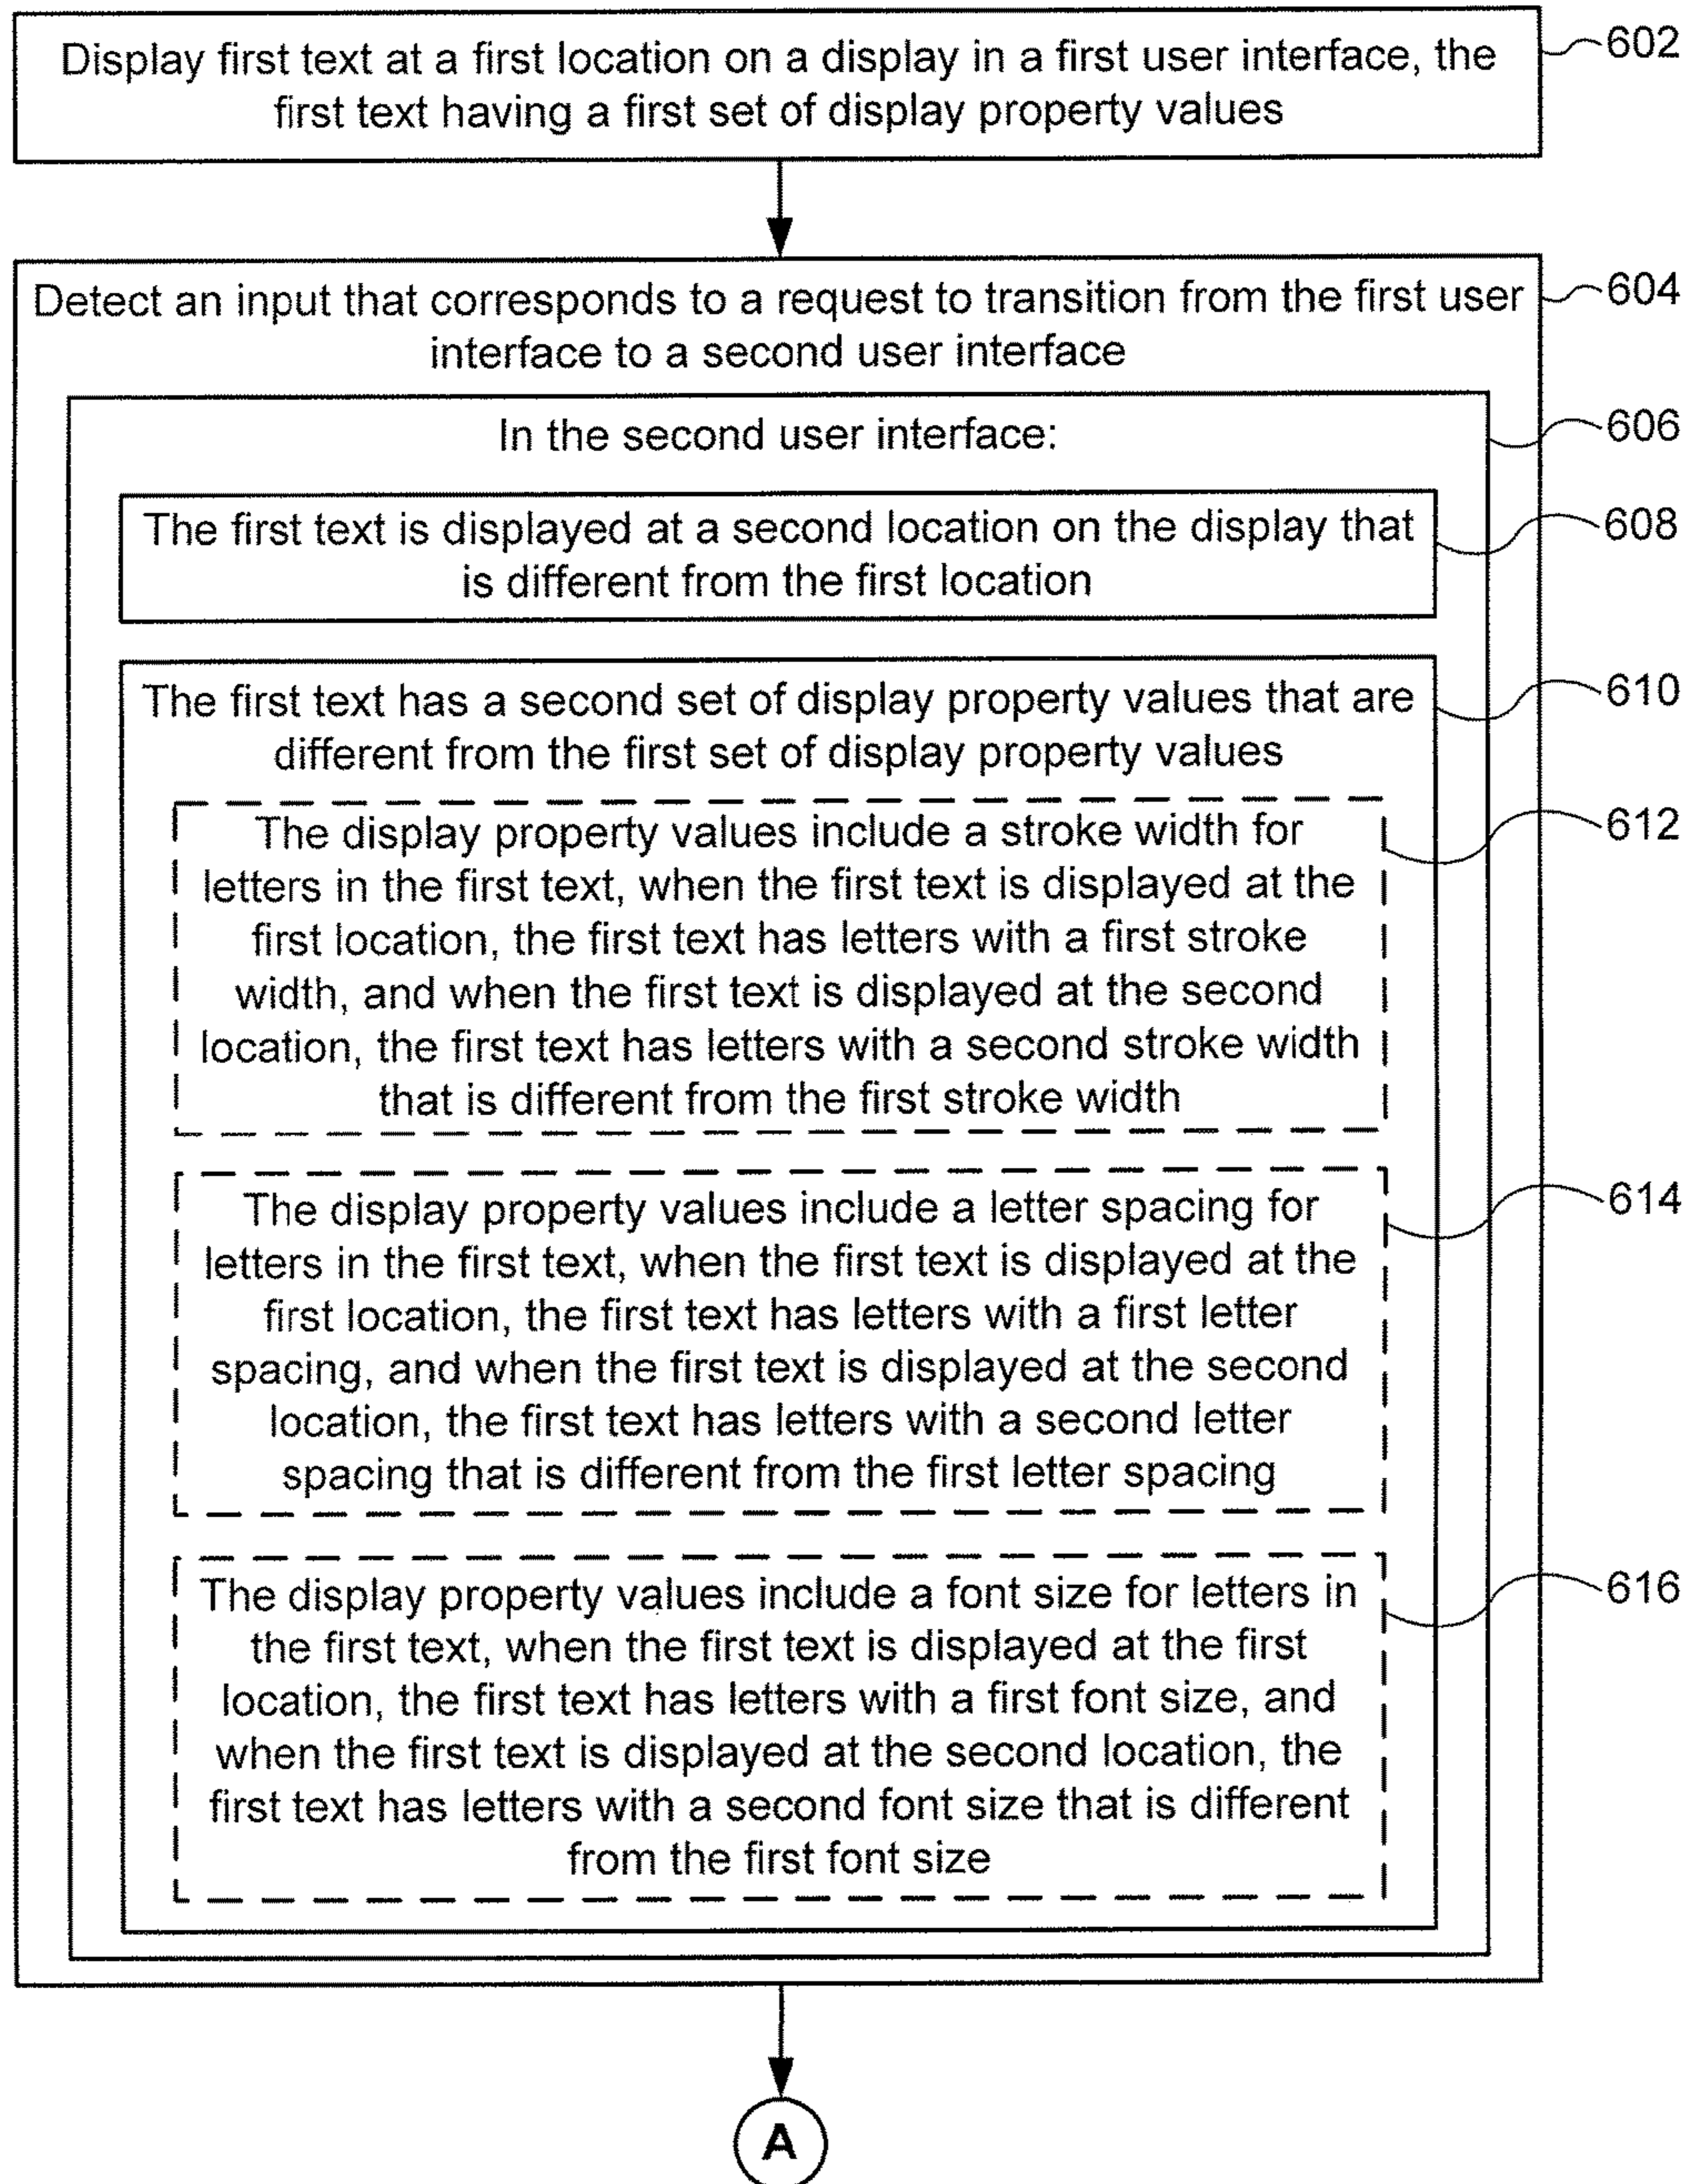 Display first text at a first location on a display in a first user interface, the
first text having a first set of display property values
602
Detect an input that corresponds to a request to transition from the first user
interface to a second user interface
604
In the second user interface:
606
The first text is displayed at a second location on the display that
is different from the first location
608
The first text has a second set of display property values that are
different from the first set of display property values
610
The display property values include a stroke width for
letters in the first text, when the first text is displayed at the
first location, the first text has letters with a first stroke
width, and when the first text is displayed at the second
location, the first text has letters with a second stroke width
that is different from the first stroke width
612
The display property values include a letter spacing for
letters in the first text, when the first text is displayed at the
first location, the first text has letters with a first letter
spacing, and when the first text is displayed at the second
location, the first text has letters with a second letter
spacing that is different from the first letter spacing
614
The display property values include a font size for letters in
the first text, when the first text is displayed at the first
location, the first text has letters with a first font size, and
when the first text is displayed at the second location, the
first text has letters with a second font size that is different
from the first font size
616
A